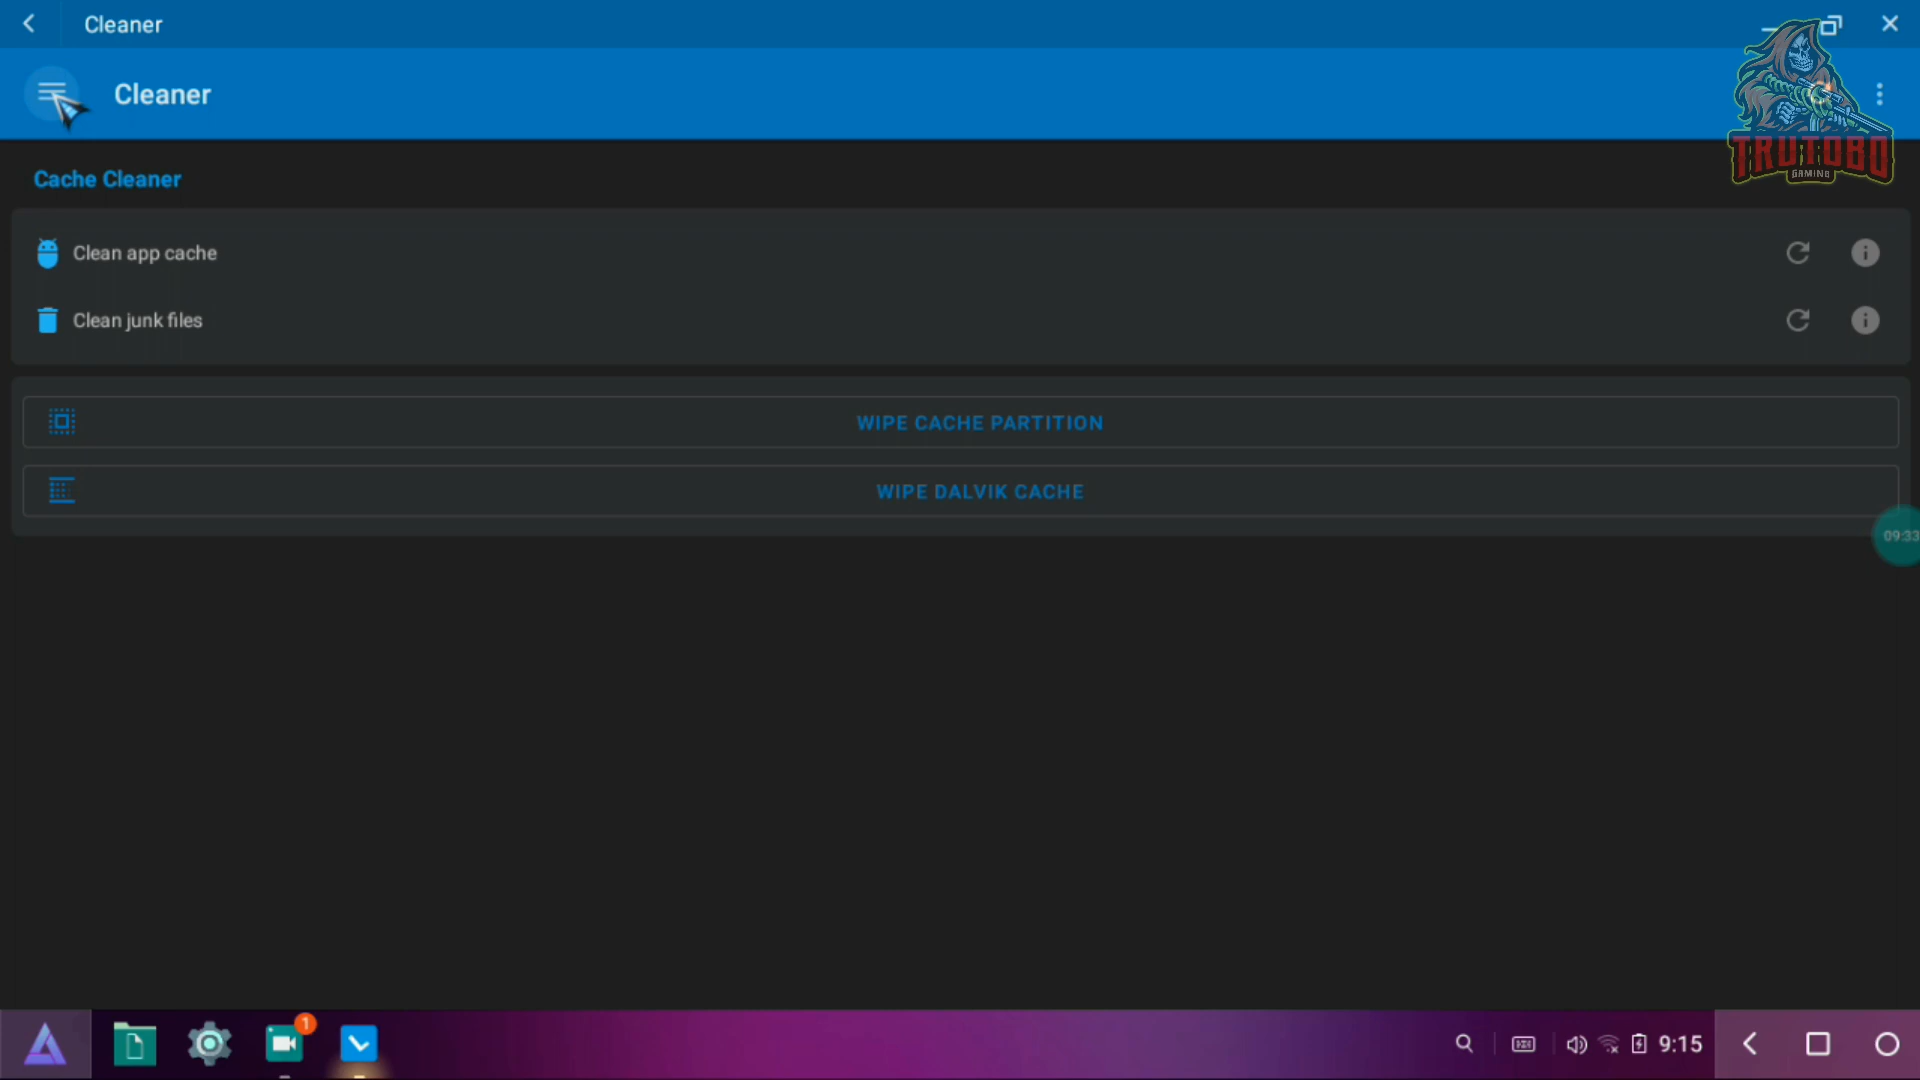 Cleaner
Cleaner
TRUTOBO
GAMING
Cache Cleaner
Clean app cache
Clean junk files
WIPE CACHE PARTITION
WIPE DALVIK CACHE
09:33
1
9:15